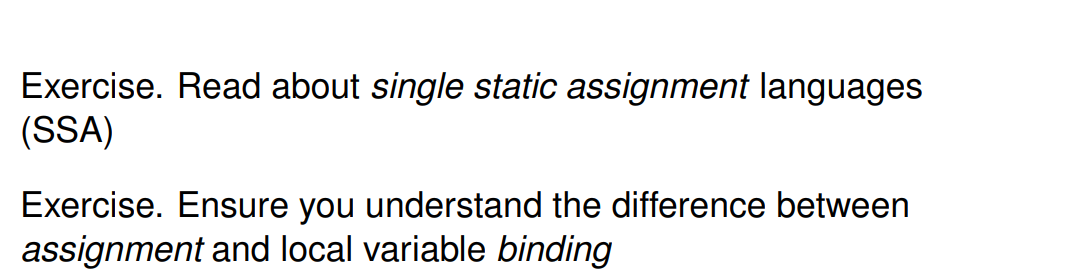 Exercise. Read about single static assignment languages
(SSA)
Exercise. Ensure you understand the difference between
assignment and local variable binding